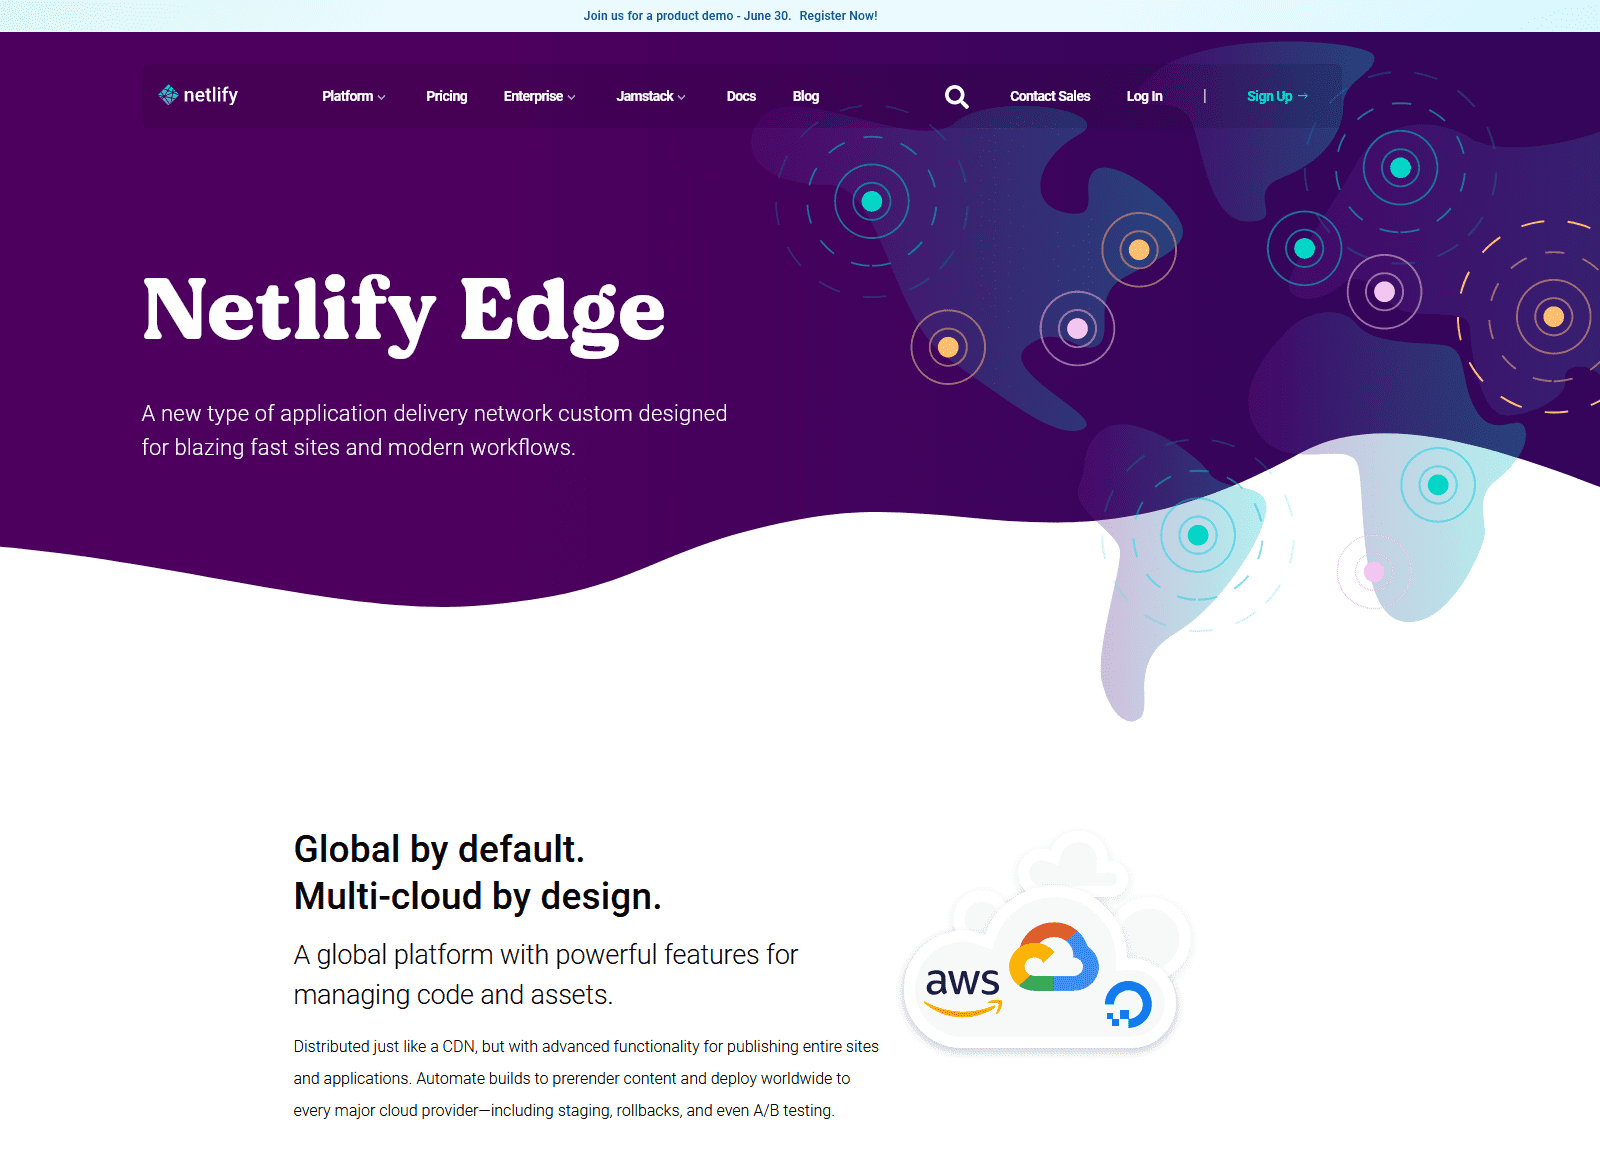 Join us for a product demo - June 30. Register Now!
netlify Platform Pricing Enterprise Jamstack Docs Blog Contact Sales Log In | Sign Up →
Netlify Edge
A new type of application delivery network custom designed
for blazing fast sites and modern workflows.
Global by default.
Multi-cloud by design.
A global platform with powerful features for
managing code and assets.
Distributed just like a CDN, but with advanced functionality for publishing entire sites
and applications. Automate builds to prerender content and deploy worldwide to
every major cloud provider—including staging, rollbacks, and even A/B testing.
aws